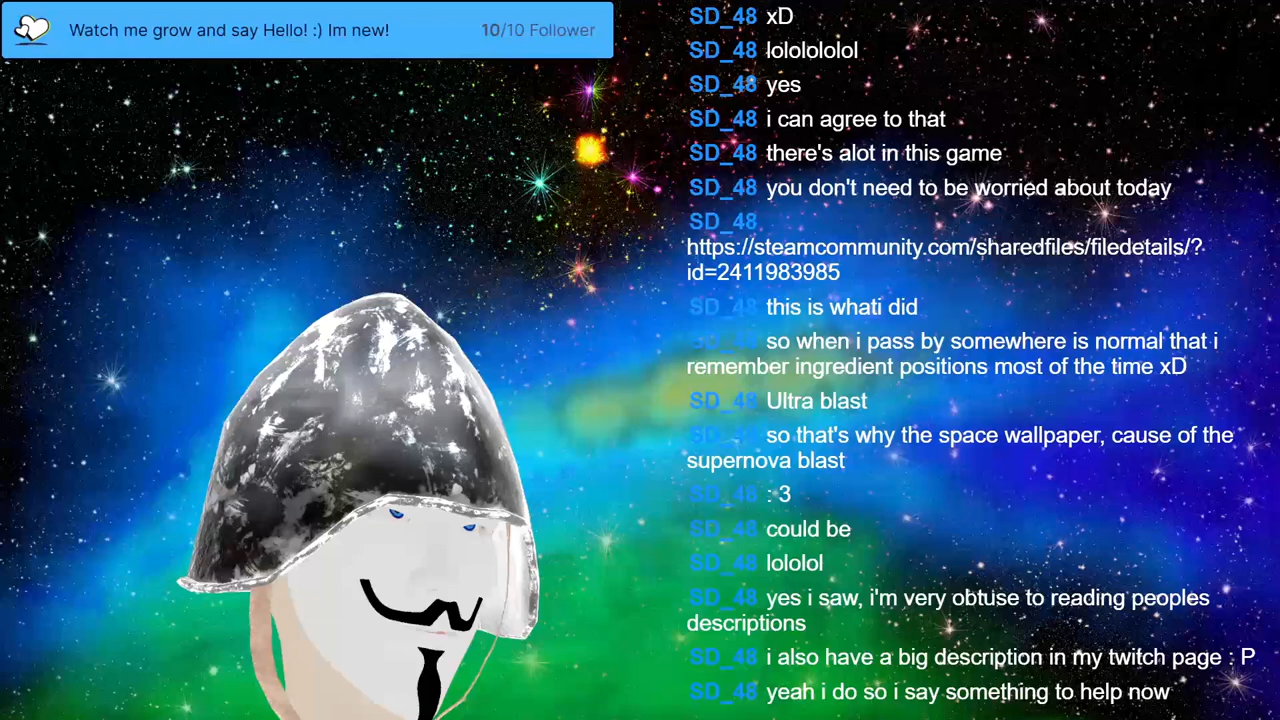 Watch me grow and say Hello! :) Im new! 10/10 Follower
SD_48 xD
SD_48 lolololololol
SD_48 yes
SD_48 i can agree to that
SD_48 there's alot in this game
SD_48 you don't need to be worried about today
SD_48
https://steamcommunity.com/sharedfiles/filedetails/?
id=2411983985
SD_48 this is whati did
SD_48 so when i pass by somewhere is normal that i
remember ingredient positions most of the time xD
SD_48 Ultra blast
SD_48 so that's why the space wallpaper, cause of the
supernova blast
SD_48 : 3
SD_48 could be
SD_48 lololol
SD_48 yes i saw, i'm very obtuse to reading peoples
descriptions
SD_48 i also have a big description in my twitch page : P
SD_48 yeah i do so i say something to help now